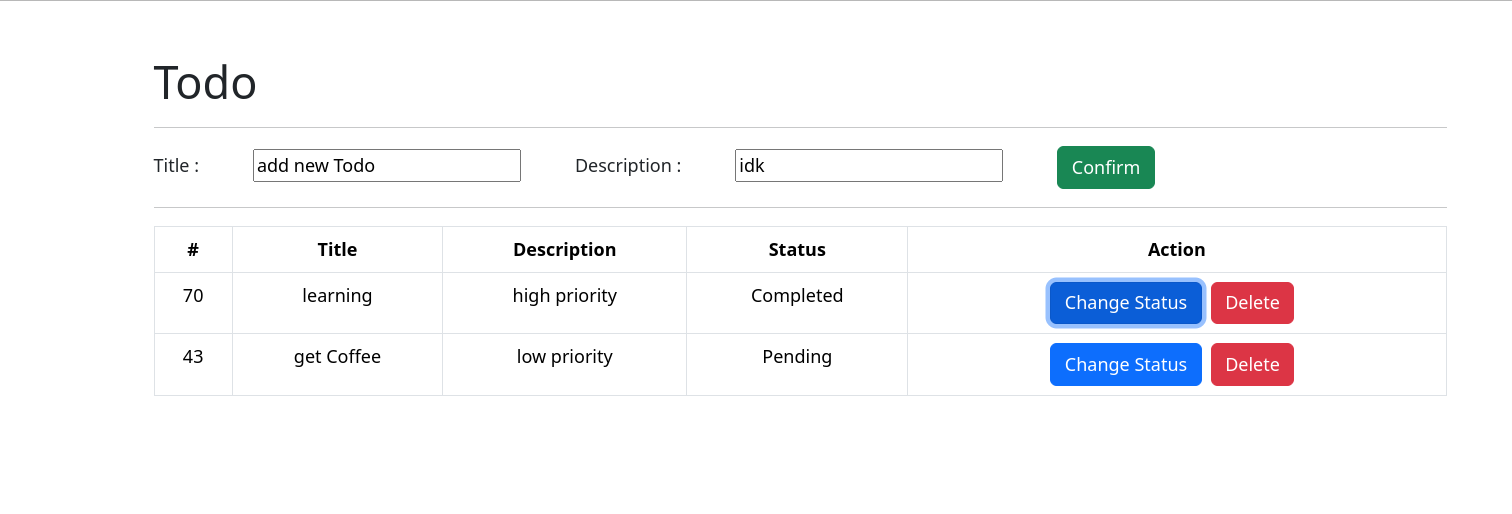 Todo
Title : add new Todo Description : idk Confirm
# Title Description Status Action
70 learning high priority Completed Change Status Delete
43 get Coffee low priority Pending Change Status Delete